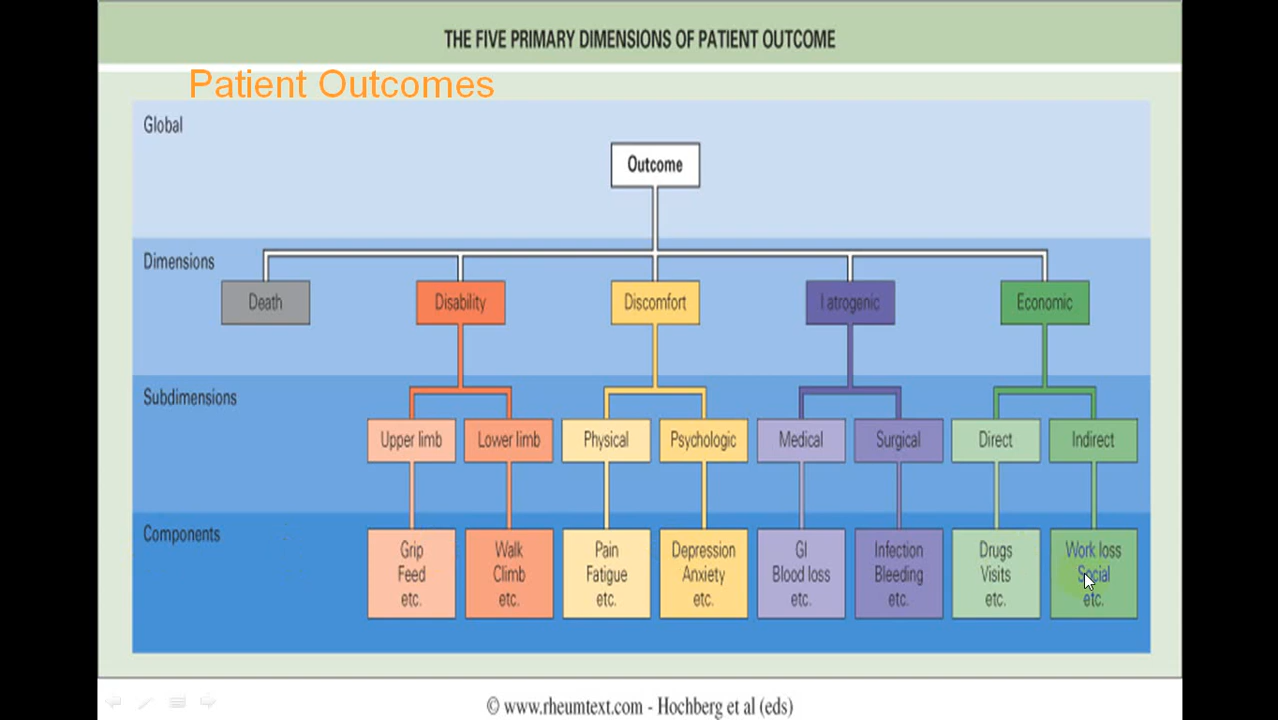 THE FIVE PRIMARY DIMENSIONS OF PATIENT OUTCOME
Patient Outcomes
Global
Outcome
Dimensions
Death
Disability
Discomfort
Iatrogenic
Economic
Subdimensions
Upper limb
Lower limb
Physical
Psychologic
Medical
Surgical
Direct
Indirect
Components
Grip
Feed
etc.
Walk
Climb
etc.
Pain
Fatigue
etc.
Depression
Anxiety
etc.
GI
Blood loss
etc.
Infection
Bleeding
etc.
Drugs
Visits
etc.
Work loss
Social
etc.
© www.rheumtext.com - Hochberg et al (eds)